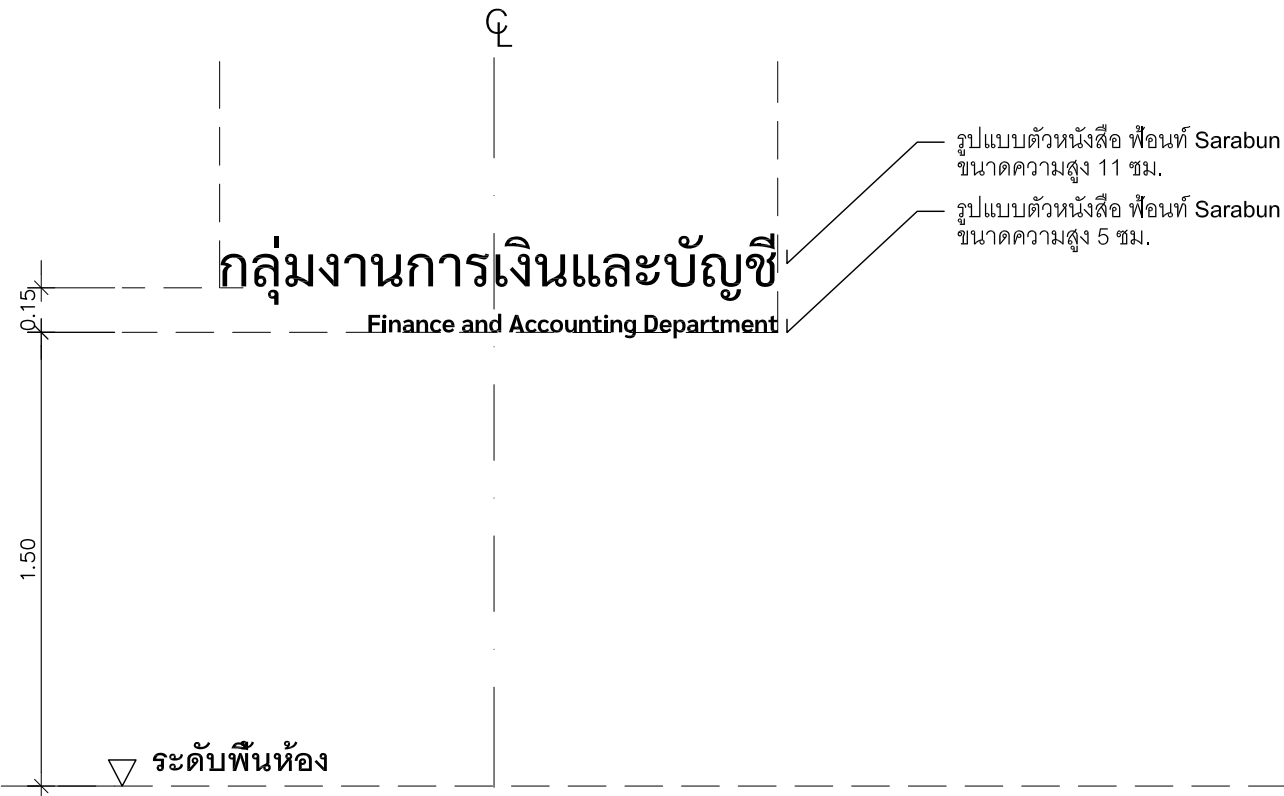 ℄
รูปแบบตัวหนังสือ ฟ้อนท์ Sarabun
ขนาดความสูง 11 ซม.
รูปแบบตัวหนังสือ ฟ้อนท์ Sarabun
ขนาดความสูง 5 ซม.
กลุ่มงานการเงินและบัญชี
0.15
Finance and Accounting Department
1.50
ระดับพื้นห้อง